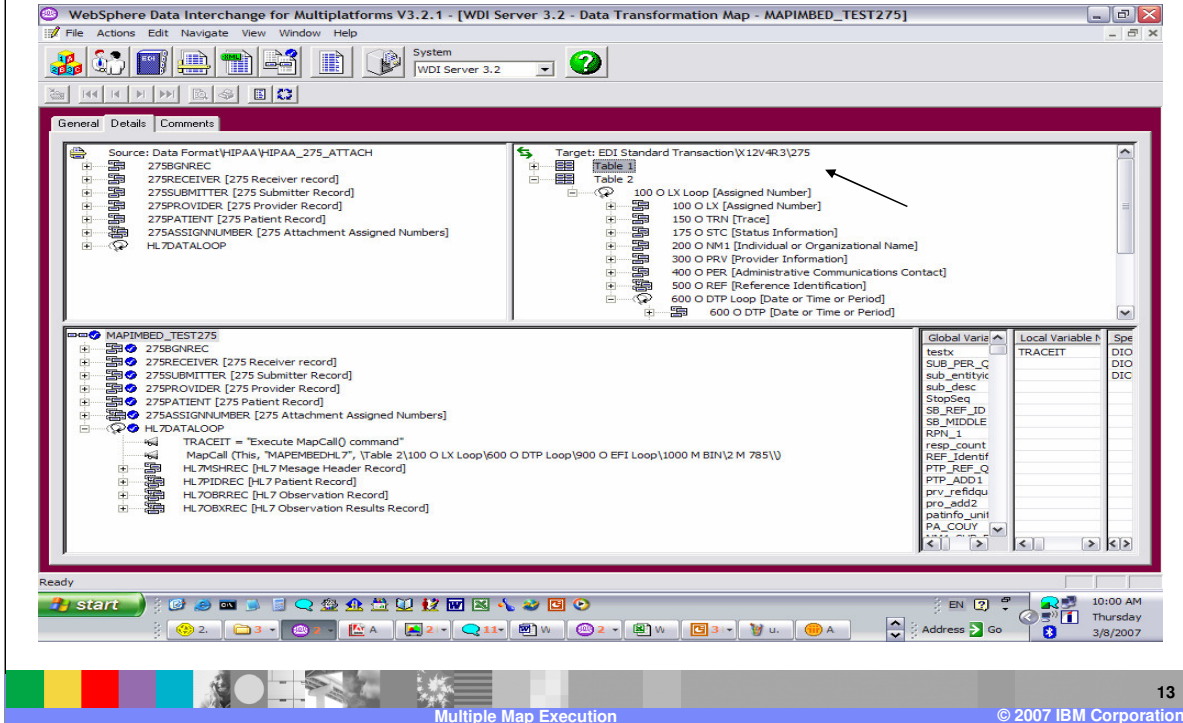 WebSphere Data Interchange for Multiplatforms V3.2.1 - [WDI Server 3.2 - Data Transformation Map - MAPIMBED_TEST275]
File Actions Edit Navigate View Window Help
System
WDI Server 3.2
General Details Comments
Source: Data Format\HIPAA\HIPAA_275_ATTACH
275BGNREC
275RECEIVER [275 Receiver record]
275SUBMITTER [275 Submitter Record]
275PROVIDER [275 Provider Record]
275PATIENT [275 Patient Record]
275ASSIGNNUMBER [275 Attachment Assigned Numbers]
HL7DATALOOP
Target: EDI Standard Transaction\X12V4R3\275
Table 1
Table 2
100 O LX Loop [Assigned Number]
100 O LX [Assigned Number]
150 O TRN [Trace]
175 O STC [Status Information]
200 O NM1 [Individual or Organizational Name]
300 O PRV [Provider Information]
400 O PER [Administrative Communications Contact]
500 O REF [Reference Identification]
600 O DTP Loop [Date or Time or Period]
600 O DTP [Date or Time or Period]
MAPIMBED_TEST275
275BGNREC
275RECEIVER [275 Receiver record]
275SUBMITTER [275 Submitter Record]
275PROVIDER [275 Provider Record]
275PATIENT [275 Patient Record]
275ASSIGNNUMBER [275 Attachment Assigned Numbers]
HL7DATALOOP
TRACEIT = "Execute MapCall() command"
MapCall (This, "MAPEMBEDHL7", \Table 2\100 O LX Loop\600 O DTP Loop\900 O EFI Loop\1000 M BIN\2 M 785\\)
HL7MSHREC [HL7 Mesage Header Record]
HL7PIDREC [HL7 Patient Record]
HL7OBRREC [HL7 Observation Record]
HL7OBXREC [HL7 Observation Results Record]
Global Varia
testx
SUB_PER_Q
sub_entityid
sub_desc
StopSeq
SB_REF_ID
SB_MIDDLE
RPN_1
resp_count
REF_Identif
PTP_REF_Q
PTP_ADD1
prv_refidqu
pro_add2
patinfo_unit
PA_COUY
Local Variable N
TRACEIT
Spe
DIO
DIO
DIC
Ready
start
EN
10:00 AM
Thursday
3/8/2007
2.
3
2
A
2
11
W
2
W
3
u.
A
Address Go
13
Multiple Map Execution
© 2007 IBM Corporation